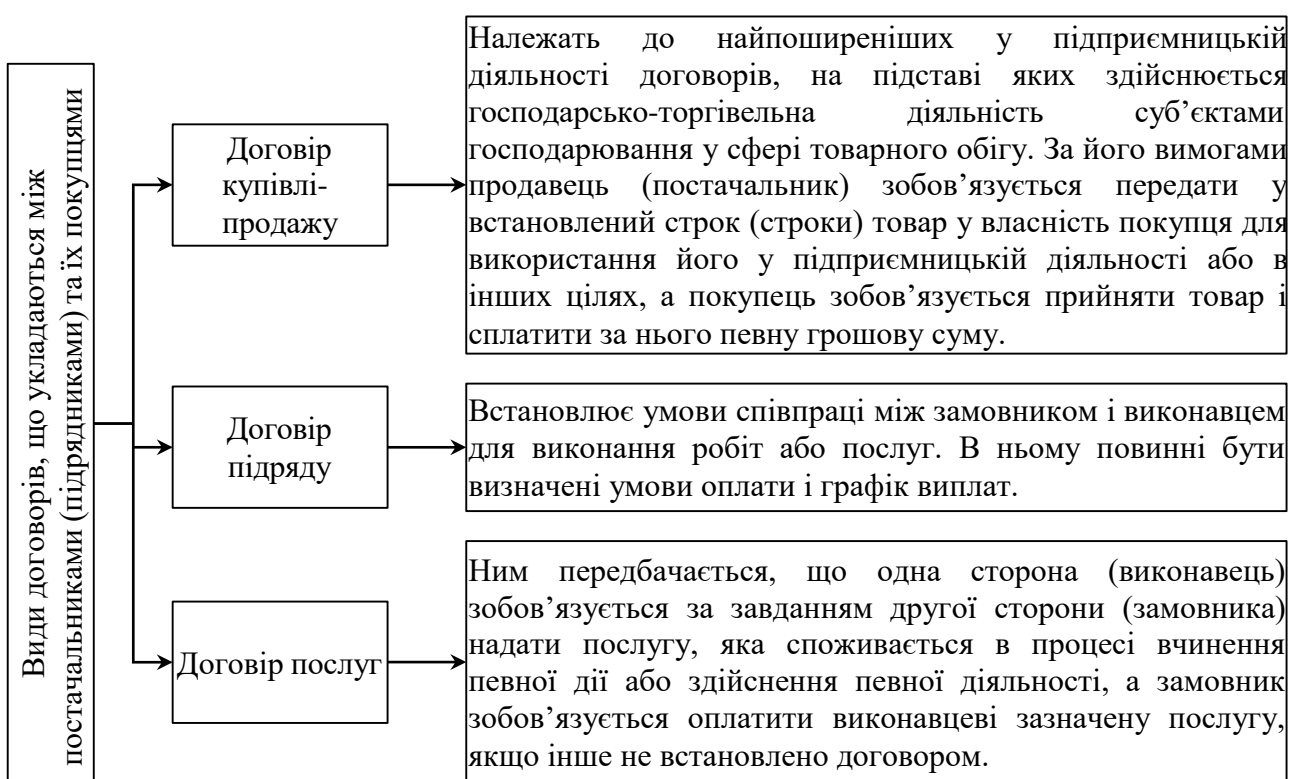 Види договорів, що укладаються між
постачальниками (підрядниками) та їх покупцями
Договір
купівлі-
продажу
Належать до найпоширеніших у підприємницькій
діяльності договорів, на підставі яких здійснюється
господарсько-торгівельна діяльність суб’єктами
господарювання у сфері товарного обігу. За його вимогами
продавець (постачальник) зобов’язується передати у
встановлений строк (строки) товар у власність покупця для
використання його у підприємницькій діяльності або в
інших цілях, а покупець зобов’язується прийняти товар і
сплатити за нього певну грошову суму.
Договір
підряду
Встановлює умови співпраці між замовником і виконавцем
для виконання робіт або послуг. В ньому повинні бути
визначені умови оплати і графік виплат.
Договір послуг
Ним передбачається, що одна сторона (виконавець)
зобов’язується за завданням другої сторони (замовника)
надати послугу, яка споживається в процесі вчинення
певної дії або здійснення певної діяльності, а замовник
зобов’язується оплатити виконавцеві зазначену послугу,
якщо інше не встановлено договором.